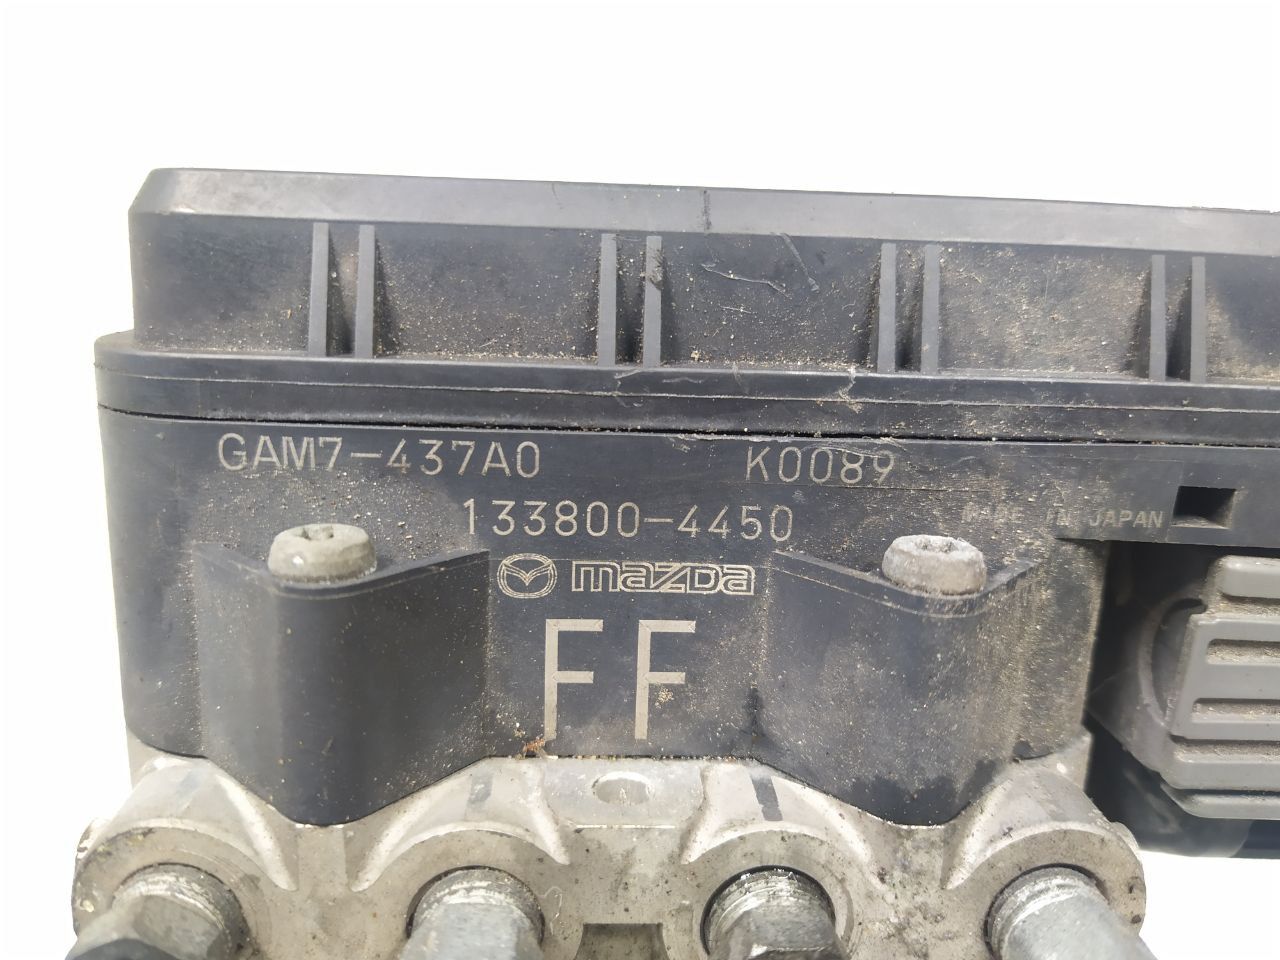 GAM7-437A0 K0089
133800-4450
MADE IN JAPAN
mazda
FF